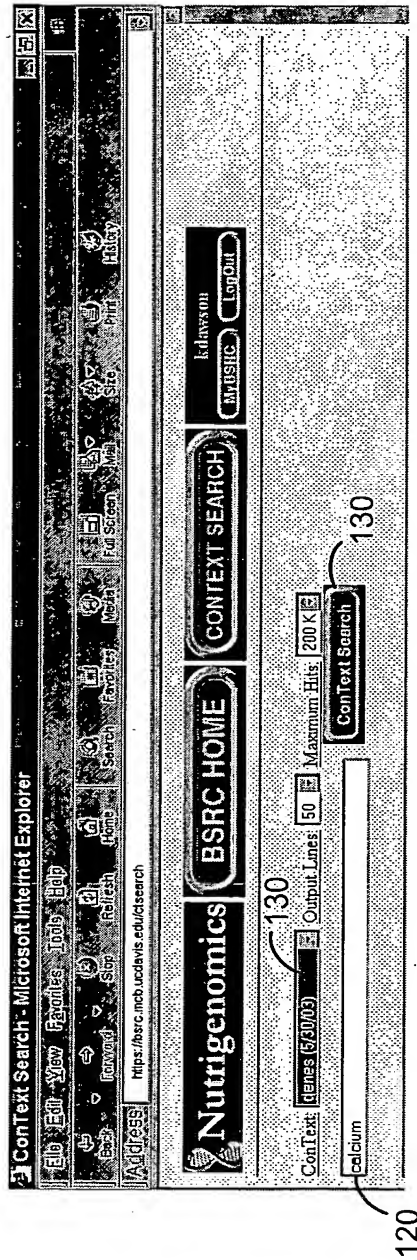 ConText Search - Microsoft Internet Explorer
File Edit View Favorites Tools Help
Back Forward Stop Refresh Home Search Favorites Media Full Screen Mail Size Print History
Address https://bsrc.mcb.ucdavis.edu/ctsearch
Nutrigenomics BSRC HOME CONTEXT SEARCH kdawson
MyBSRC LogOut
130
ConText: genes (5/30/03) Output Lines: 50 Maximum Hits: 200 K
calcium ConText Search
120 130